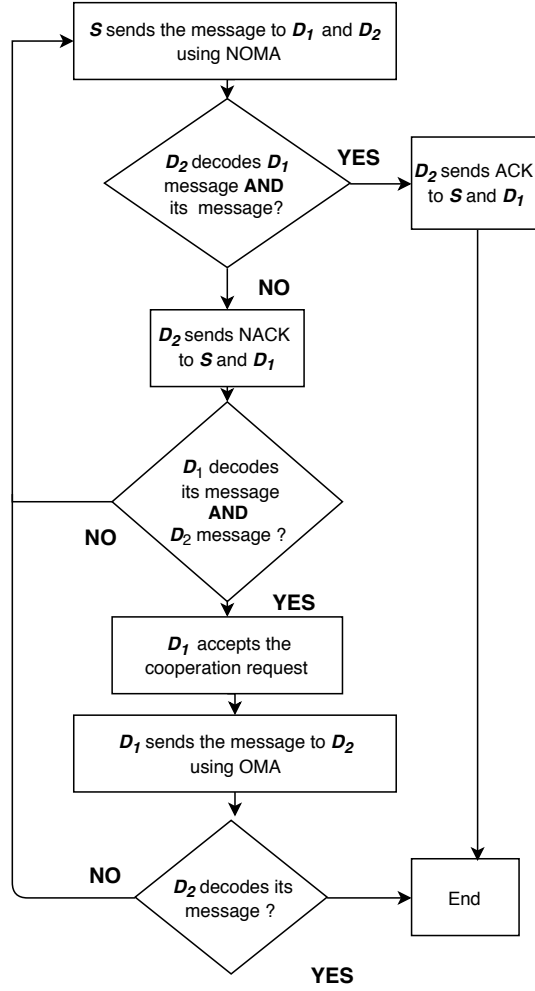 S sends the message to D1 and D2
using NOMA
D2 decodes D1
message AND
its message?
YES
D2 sends ACK
to S and D1
NO
D2 sends NACK
to S and D1
D1 decodes
its message
AND
D2 message ?
NO
YES
D1 accepts the
cooperation request
D1 sends the message to D2
using OMA
NO
D2 decodes its
message ?
End
YES